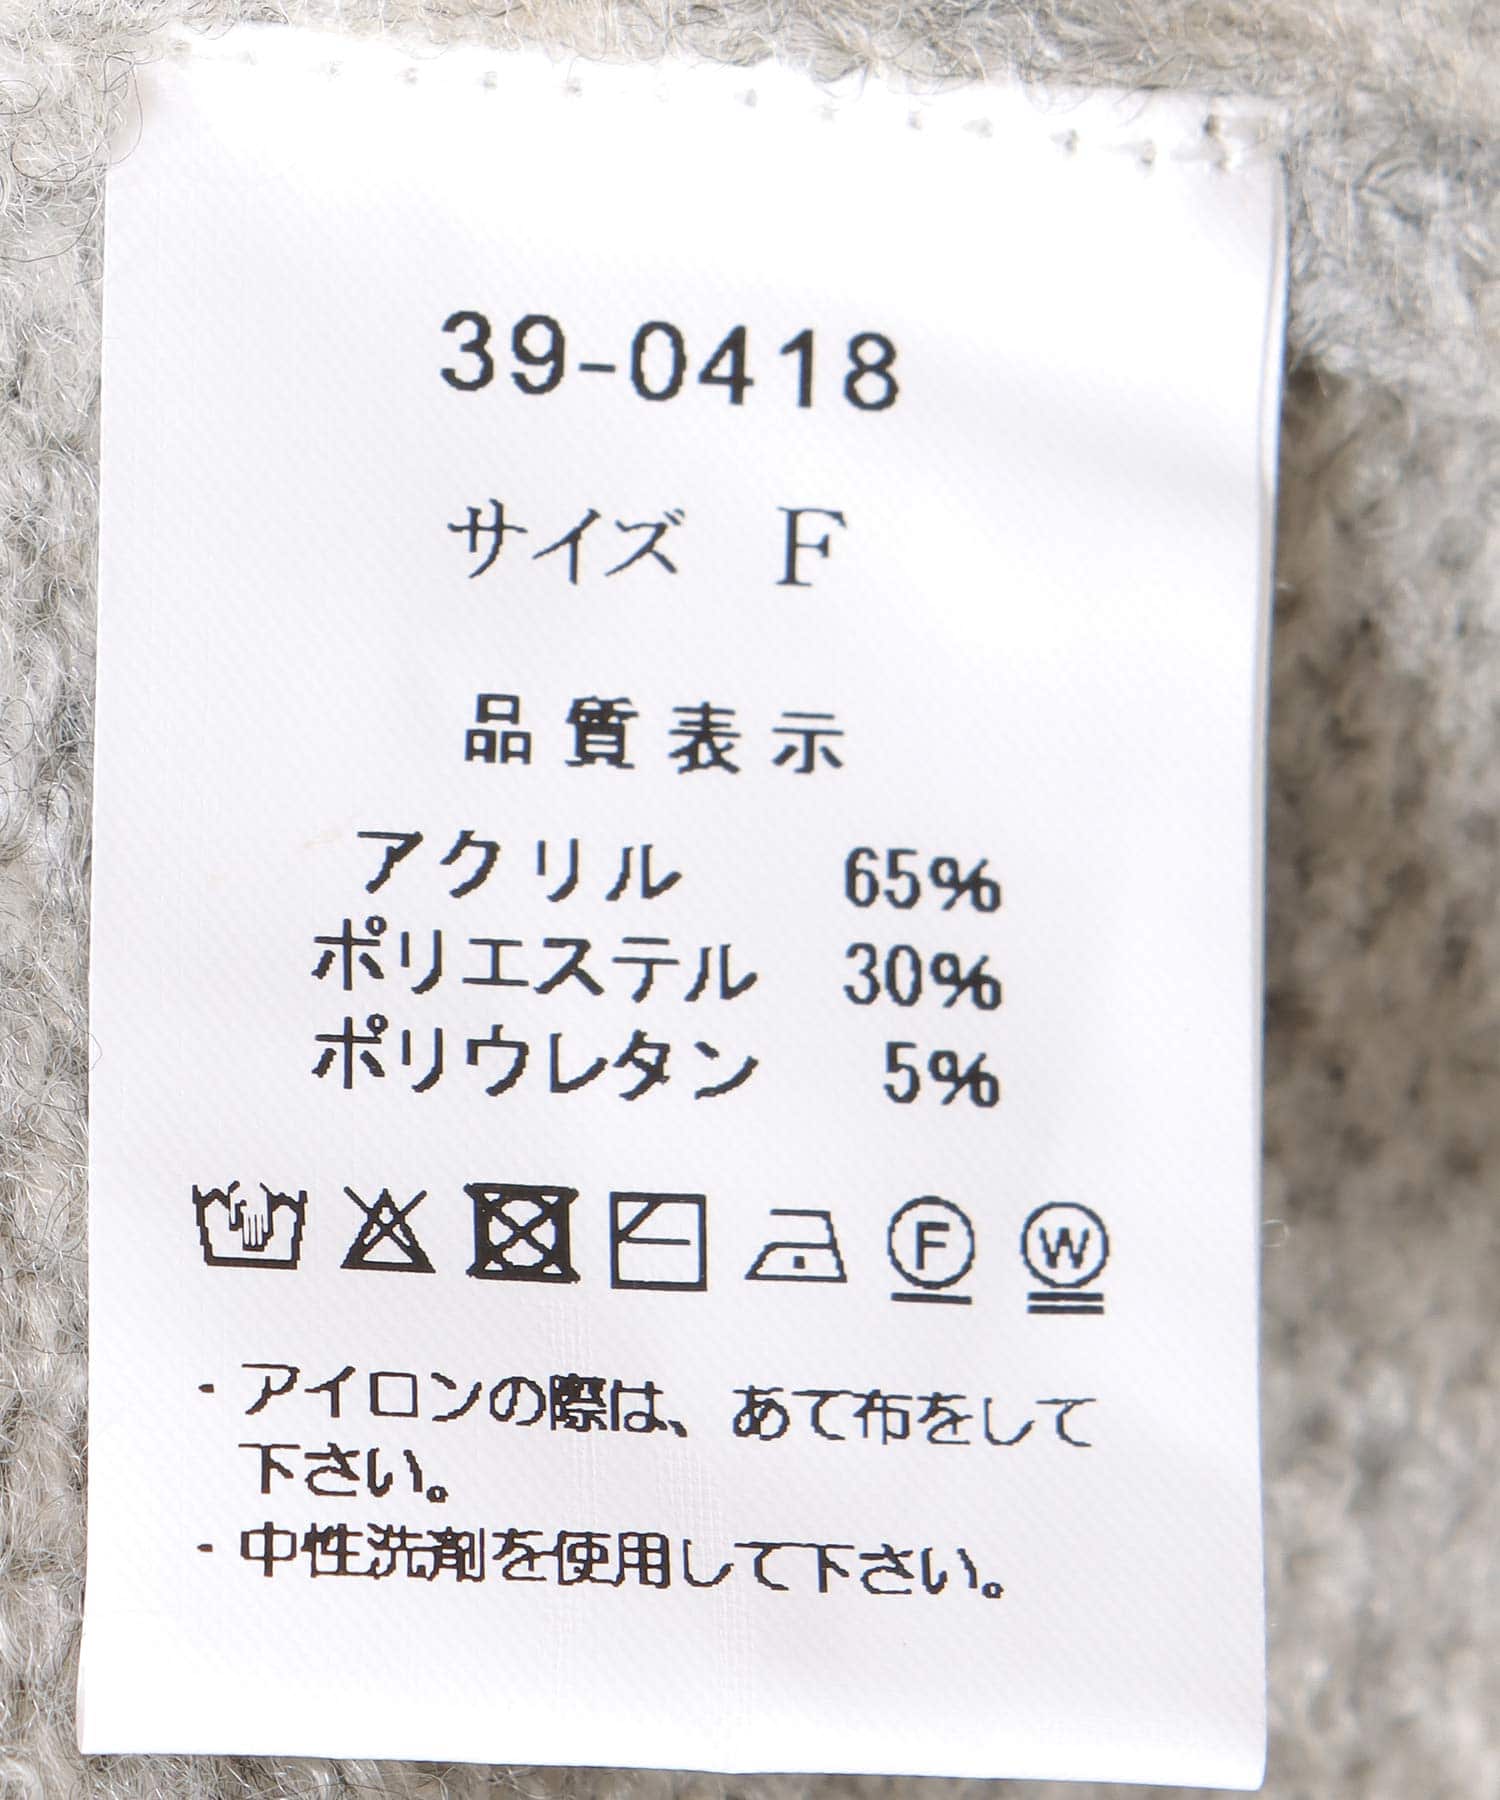 39-0418
サイズ F
品質表示
アクリル 65%
ポリエステル 30%
ポリウレタン 5%
F W
・アイロンの際は、あて布をして
下さい。
・中性洗剤を使用して下さい。